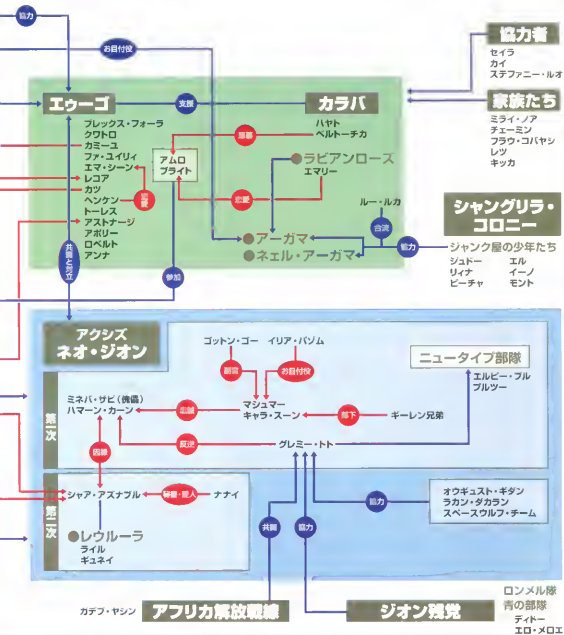 協力
お目付役
協力者
セイラ
カイ
ステファニー・ルオ
家族たち
ミライ・ノア
チェーミン
フラウ・コバヤシ
レツ
キッカ
エゥーゴ
支援
カラバ
ブレックス・フォーラ
クワトロ
カミーユ
ファ・ユイリィ
エマ・シーン
レコア
カツ
ヘンケン
トーレス
アストナージ
アポリー
ロベルト
アンナ
恋愛
アムロ
ブライト
ハヤト
ベルトーチカ
●ラビアンローズ
エマリー
恋愛
ルー・ルカ
合流
●アーガマ
●ネェル・アーガマ
協力
シャングリラ・
コロニー
ジャンク屋の少年たち
ジュドー エル
リィナ イーノ
ビーチャ モント
共闘と対立
参加
アクシズ
ネオ・ジオン
第一次
ゴットン・ゴー
イリア・パゾム
副官
お目付役
ニュータイプ部隊
エルピー・プル
プルツー
ミネバ・ザビ(傀儡)
ハマーン・カーン
忠誠
マシュマー
キャラ・スーン
部下
ギーレン兄弟
反逆
グレミー・トト
因縁
第二次
シャア・アズナブル
秘書・愛人
ナナイ
●レウルーラ
ライル
ギュネイ
協力
オウギュスト・ギダン
ラカン・ダカラン
スペースウルフ・チーム
共闘
協力
カデブ・ヤシン
アフリカ解放戦線
ジオン残党
ロンメル隊
青の部隊
ディドー
エロ・メロエ